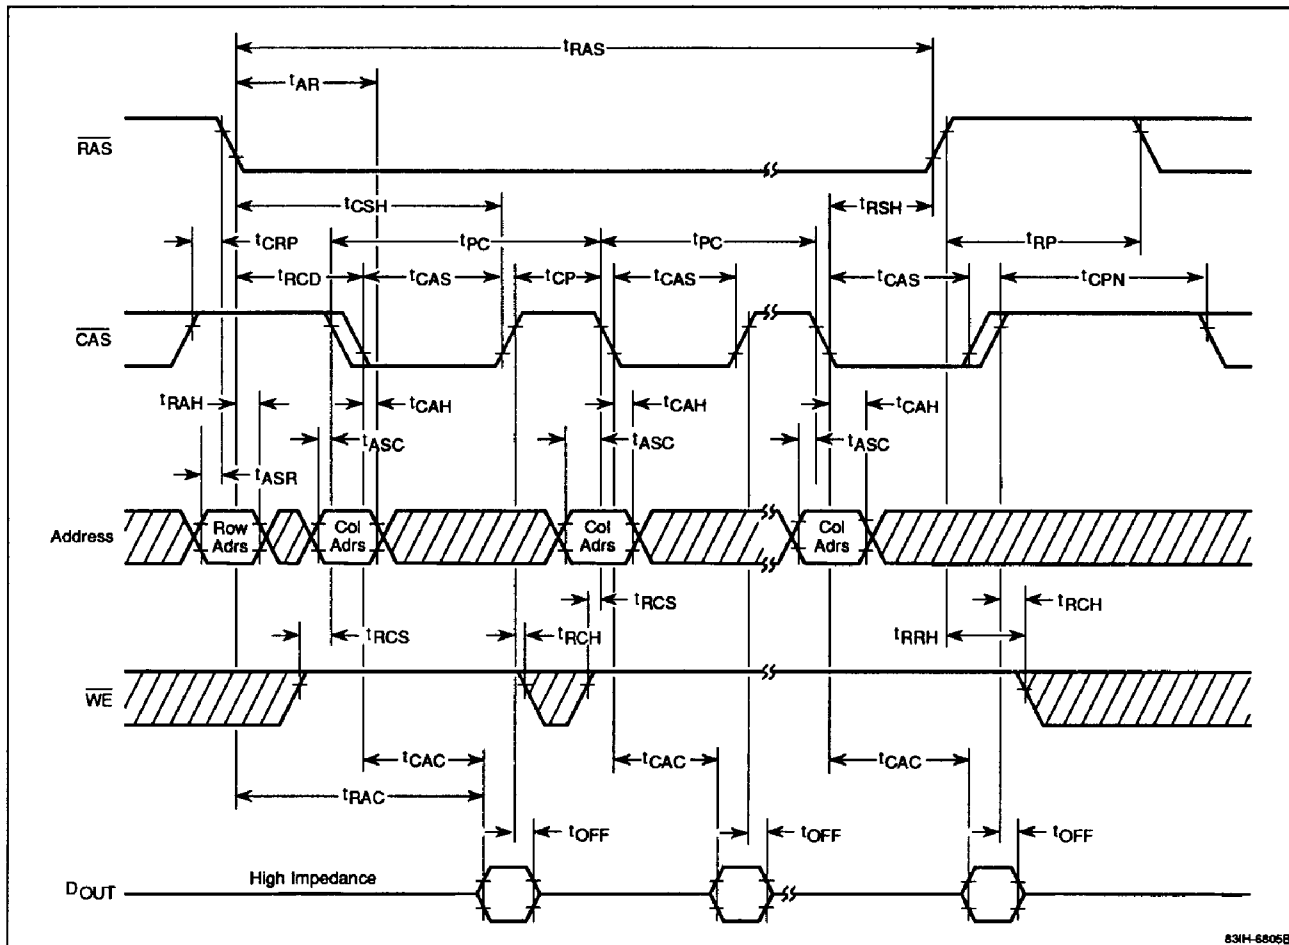 tRAS
tAR
RAS
tCSH
tRSH
tCRP
tPC
tPC
tRP
tRCD
tCAS
tCP
tCAS
tCAS
tCPN
CAS
tRAH
tCAH
tCAH
tCAH
tASC
tASC
tASC
tASR
Address
Row Adrs
Col Adrs
Col Adrs
Col Adrs
tRCS
tRCH
tRCS
tRCH
tRRH
WE
tCAC
tCAC
tCAC
tRAC
tOFF
tOFF
tOFF
High Impedance
DOUT
83IH-6805B